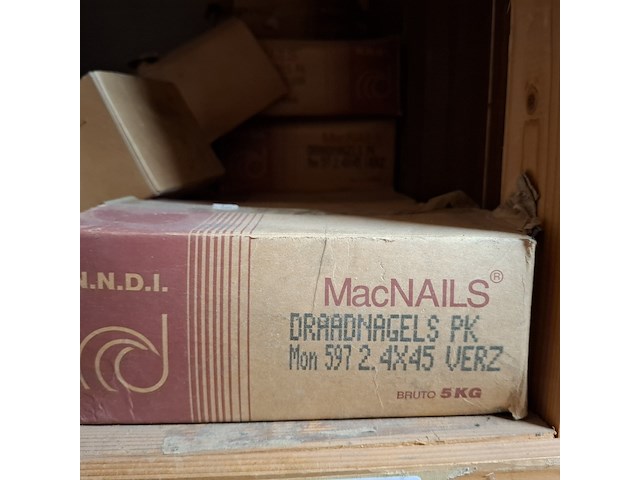 N.N.D.I.
MacNAILS®
DRAADNAGELS PK
Mon 597 2.4X45 VERZ
BRUTO 5KG